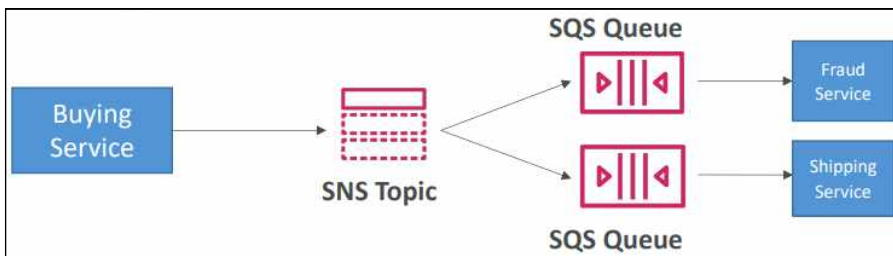 Buying
Service
SNS Topic
SQS Queue
SQS Queue
Fraud
Service
Shipping
Service